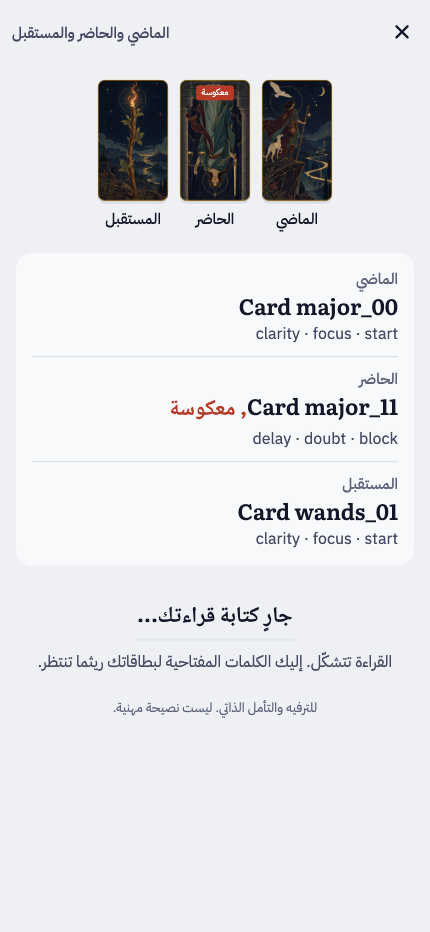 الماضي والحاضر والمستقبل
معكوسة
الماضي
الحاضر
المستقبل
الماضي
Card major_00
clarity · focus · start
الحاضر
Card major_11, معكوسة
delay · doubt · block
المستقبل
Card wands_01
clarity · focus · start
جارٍ كتابة قراءتك...
القراءة تتشكّل. إليك الكلمات المفتاحية لبطاقاتك ريثما تنتظر.
للترفيه والتأمل الذاتي. ليست نصيحة مهنية.